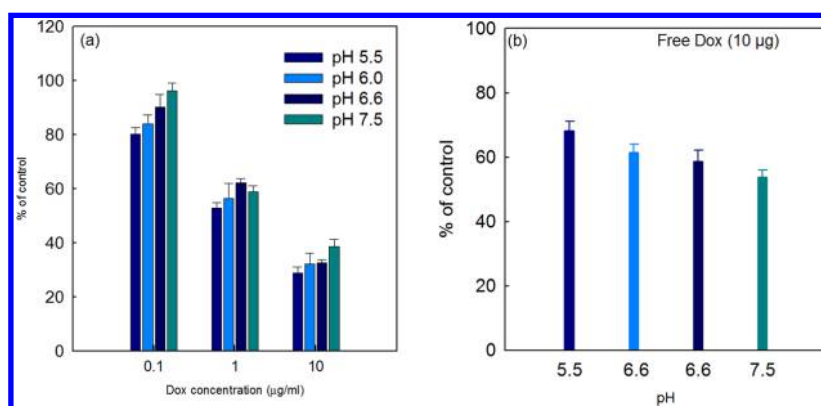 (a)
pH 5.5
pH 6.0
pH 6.6
pH 7.5
120
100
80
60
40
20
0
% of control
0.1 1 10
Dox concentration (μg/ml)
(b) Free Dox (10 μg)
100
80
60
40
20
0
% of control
5.5 6.6 6.6 7.5
pH